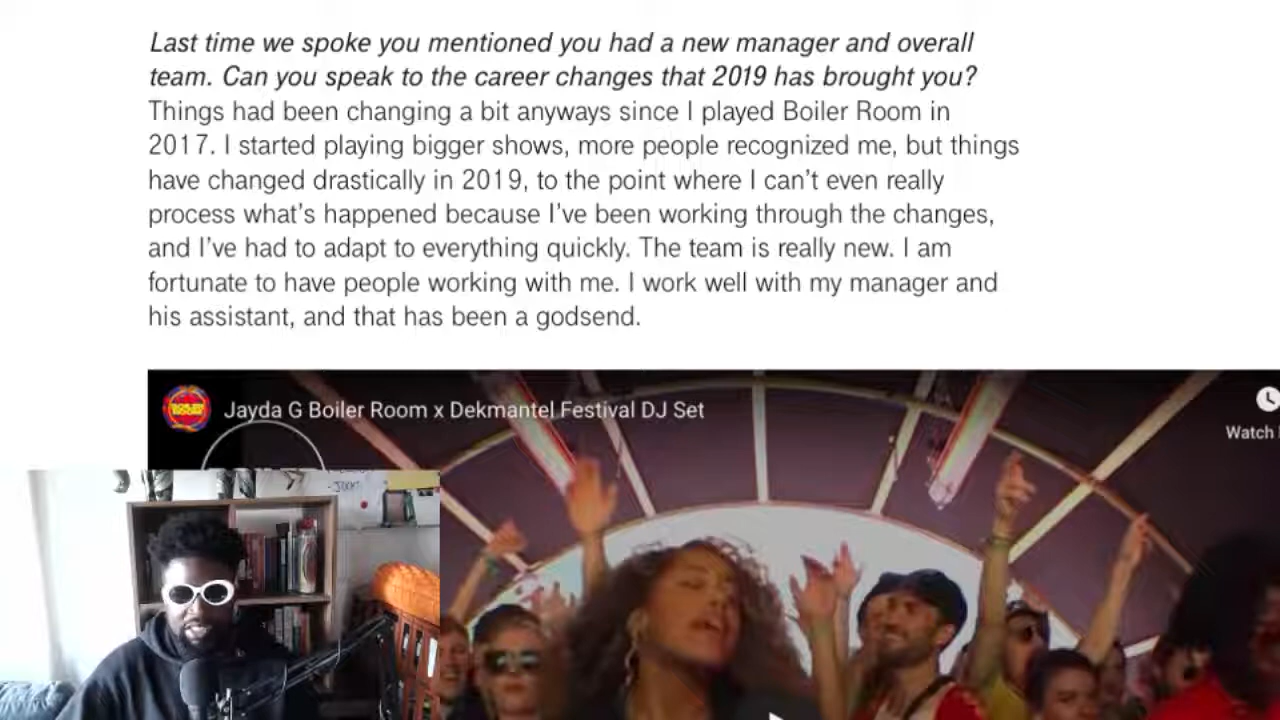 Last time we spoke you mentioned you had a new manager and overall
team. Can you speak to the career changes that 2019 has brought you?
Things had been changing a bit anyways since I played Boiler Room in
2017. I started playing bigger shows, more people recognized me, but things
have changed drastically in 2019, to the point where I can't even really
process what's happened because I've been working through the changes,
and I've had to adapt to everything quickly. The team is really new. I am
fortunate to have people working with me. I work well with my manager and
his assistant, and that has been a godsend.
BOILER
ROOM
Jayda G Boiler Room x Dekmantel Festival DJ Set
Watch